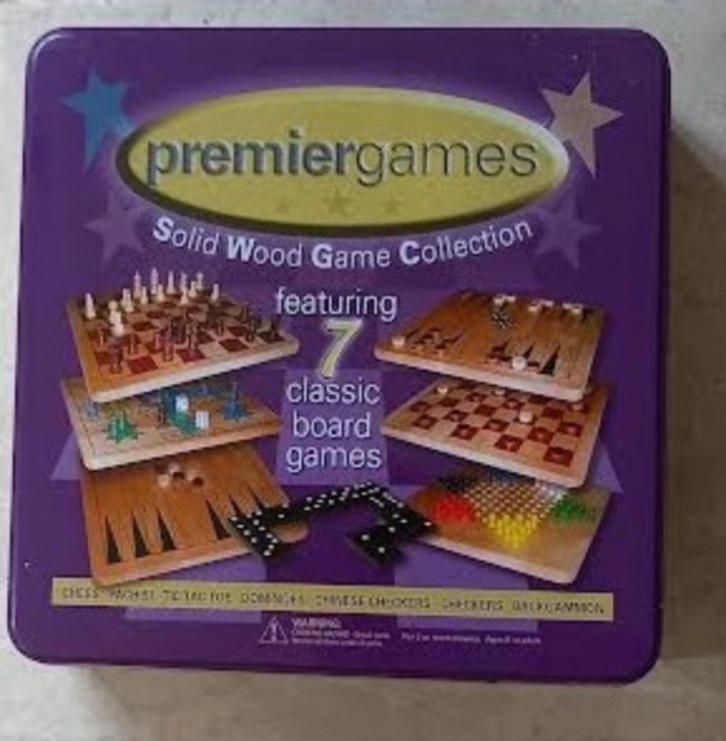 premiergames
Solid Wood Game Collection
featuring
7
classic
board
games
CHESS PACHISI TIC TAC TOE DOMINOES CHINESE CHECKERS CHECKERS BACKGAMMON
WARNING: